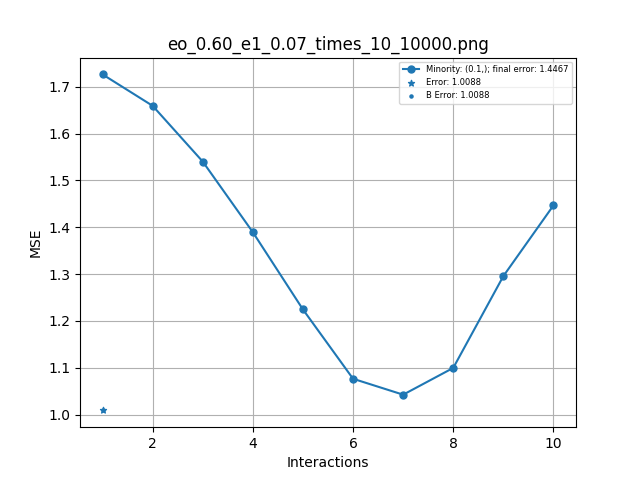 eo_0.60_e1_0.07_times_10_10000.png
Minority: (0.1,); final error: 1.4467
Error: 1.0088
B Error: 1.0088
MSE
1.7
1.6
1.5
1.4
1.3
1.2
1.1
1.0
2 4 6 8 10
Interactions